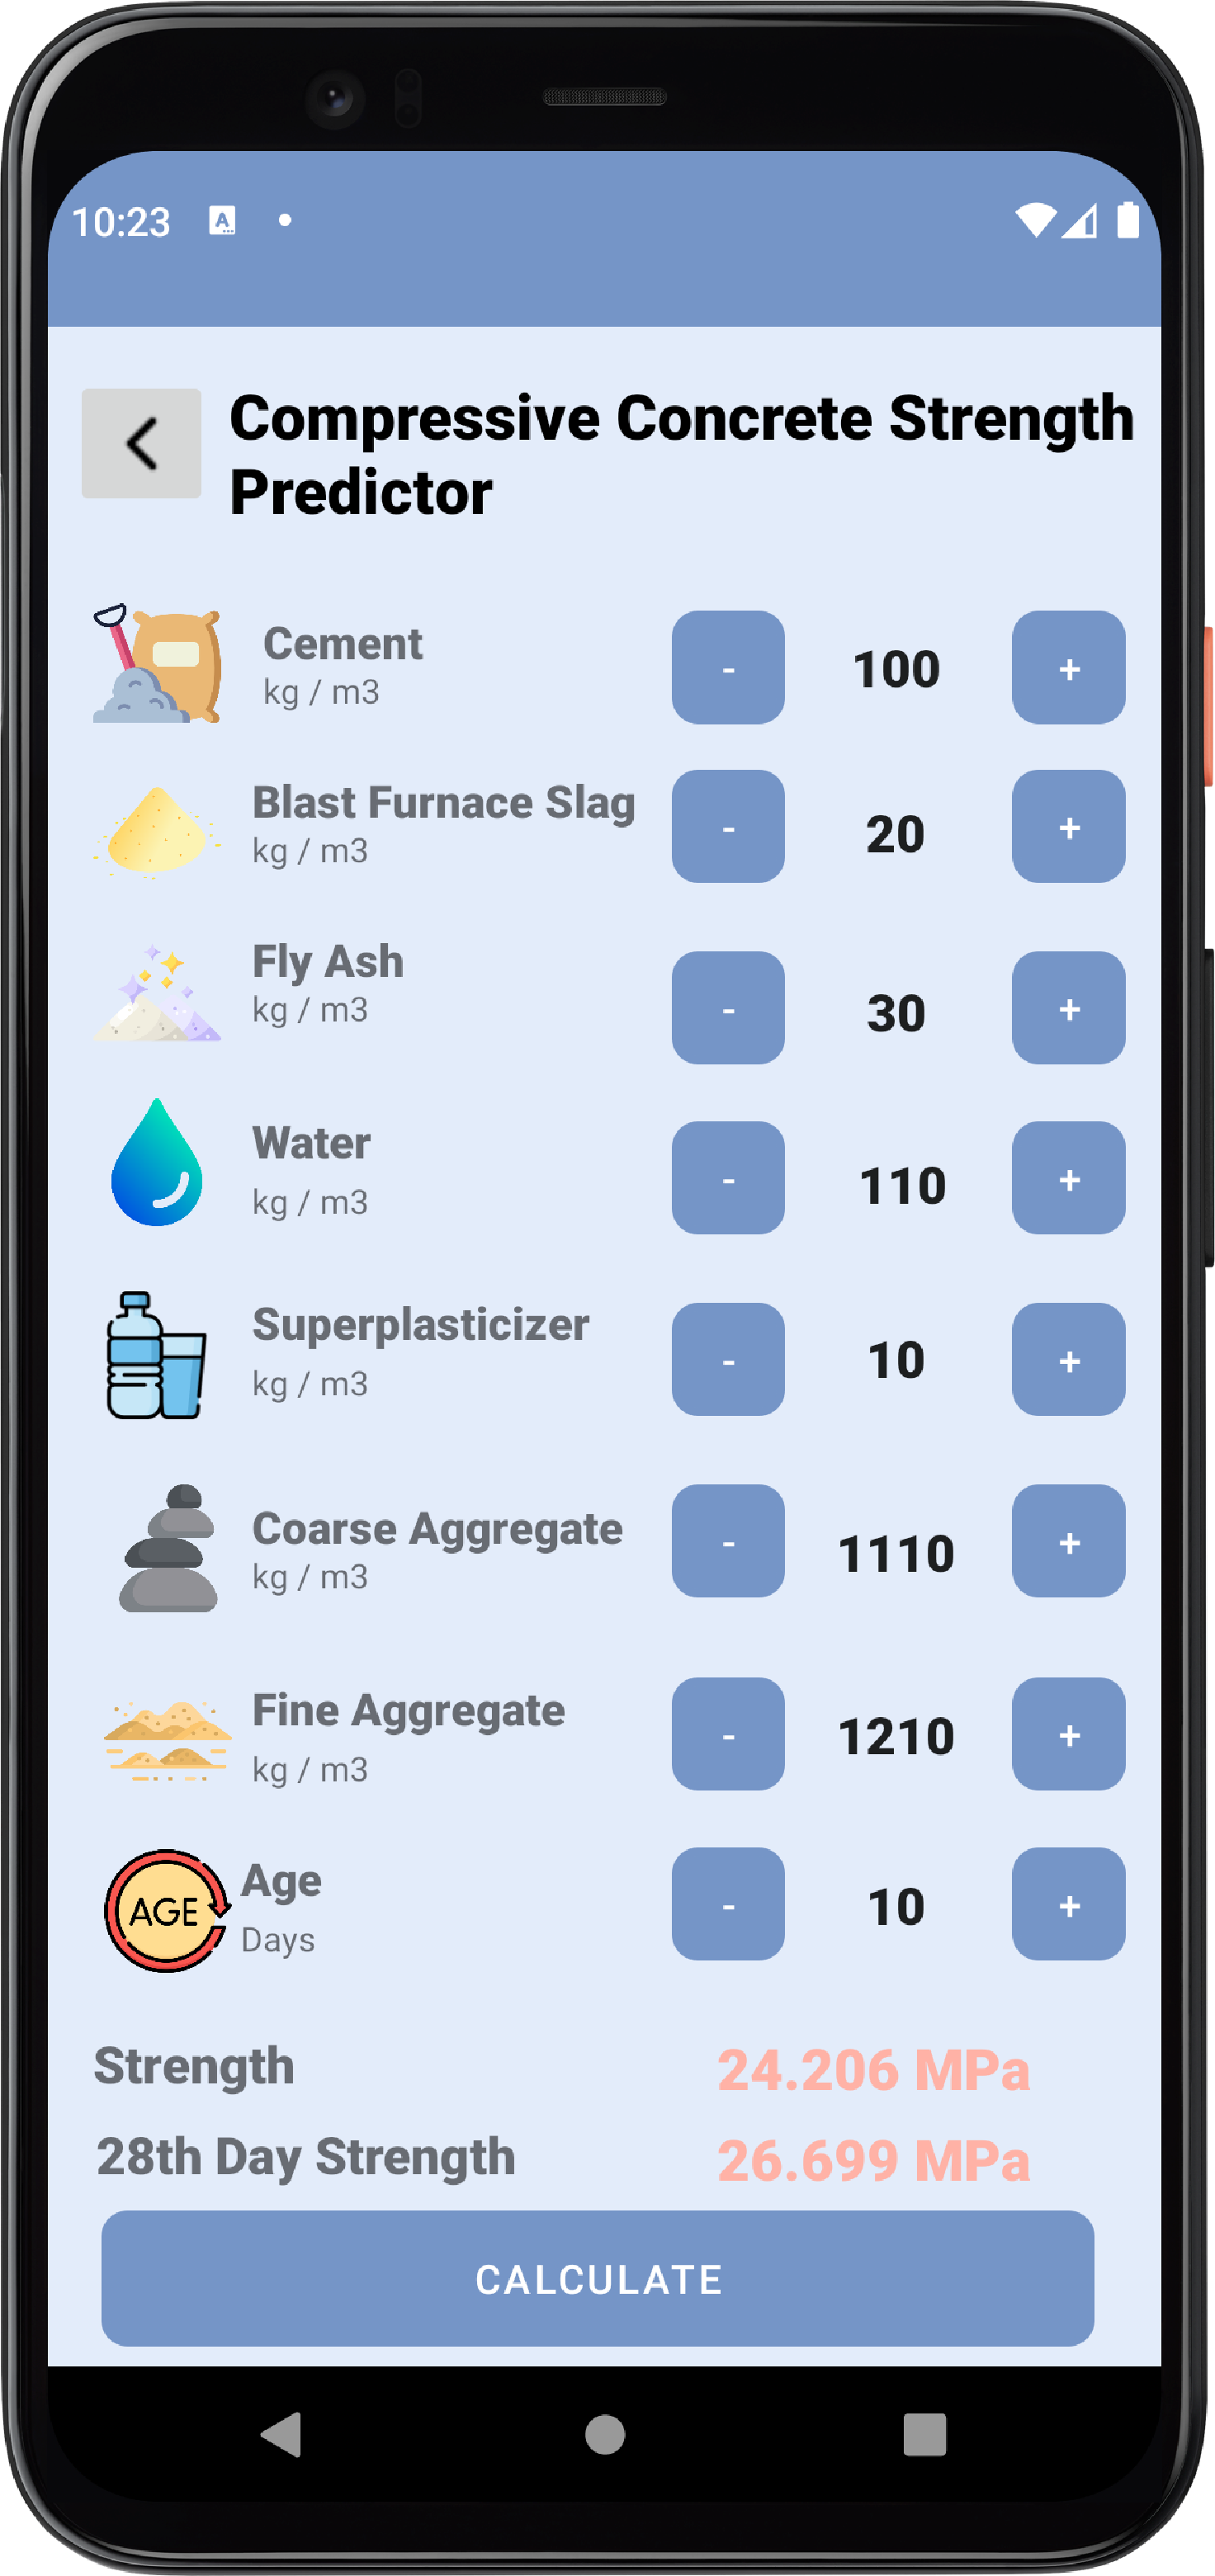 10:23 A
Compressive Concrete Strength
Predictor
Cement
kg / m3
- 100 +
Blast Furnace Slag
kg / m3
- 20 +
Fly Ash
kg / m3
- 30 +
Water
kg / m3
- 110 +
Superplasticizer
kg / m3
- 10 +
Coarse Aggregate
kg / m3
- 1110 +
Fine Aggregate
kg / m3
- 1210 +
AGE
Age
Days
- 10 +
Strength 24.206 MPa
28th Day Strength 26.699 MPa
CALCULATE